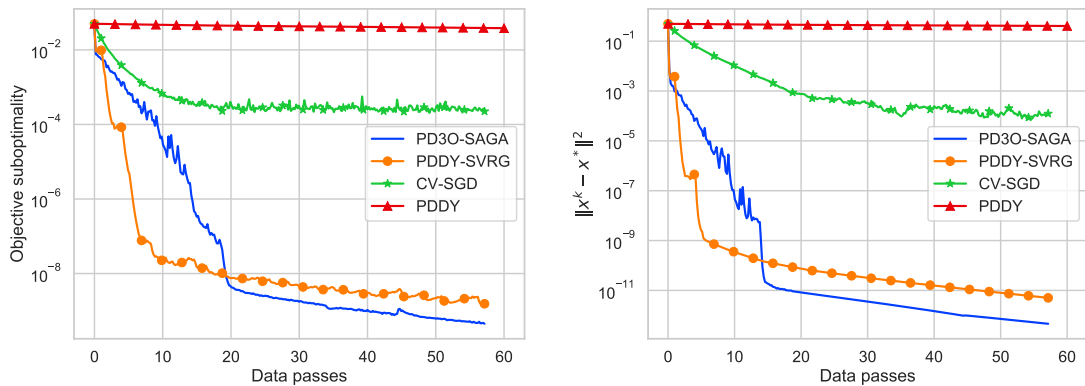 Objective suboptimality
10⁻²
10⁻⁴
10⁻⁶
10⁻⁸
0 10 20 30 40 50 60
Data passes
PD3O-SAGA
PDDY-SVRG
CV-SGD
PDDY
‖x^k − x^*‖²
10⁻¹
10⁻³
10⁻⁵
10⁻⁷
10⁻⁹
10⁻¹¹
0 10 20 30 40 50 60
Data passes
PD3O-SAGA
PDDY-SVRG
CV-SGD
PDDY